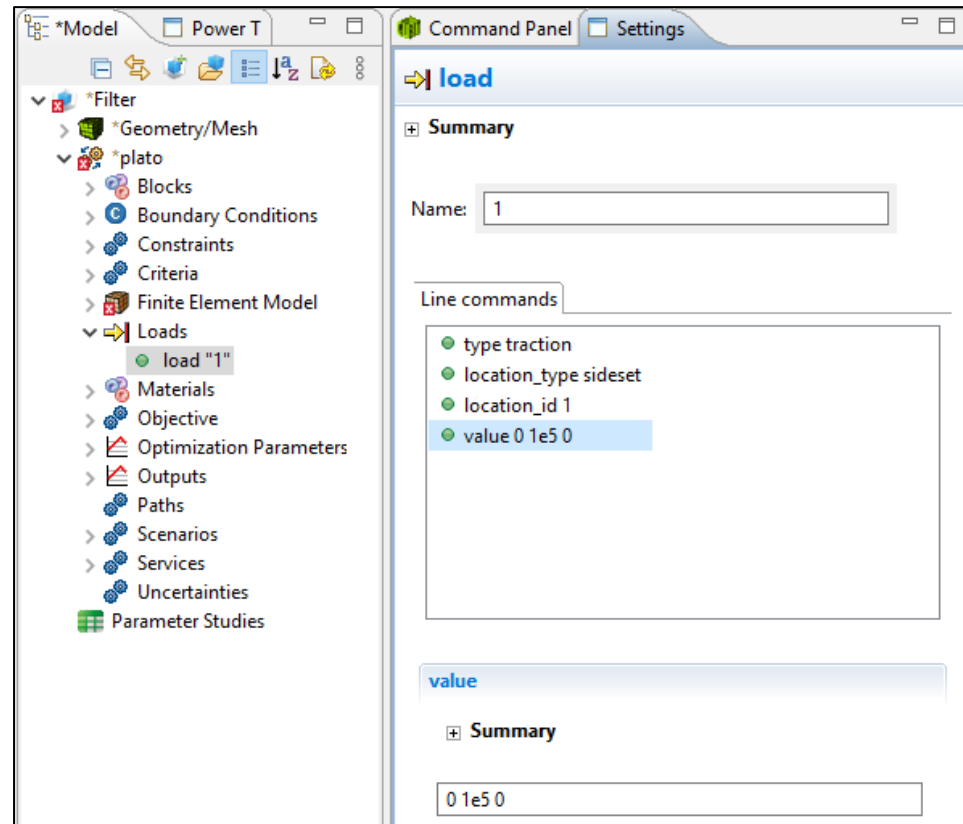 *Model
Power T
*Filter
*Geometry/Mesh
*plato
Blocks
Boundary Conditions
Constraints
Criteria
Finite Element Model
Loads
load "1"
Materials
Objective
Optimization Parameters
Outputs
Paths
Scenarios
Services
Uncertainties
Parameter Studies
Command Panel
Settings
load
Summary
Name: 1
Line commands
type traction
location_type sideset
location_id 1
value 0 1e5 0
value
Summary
0 1e5 0